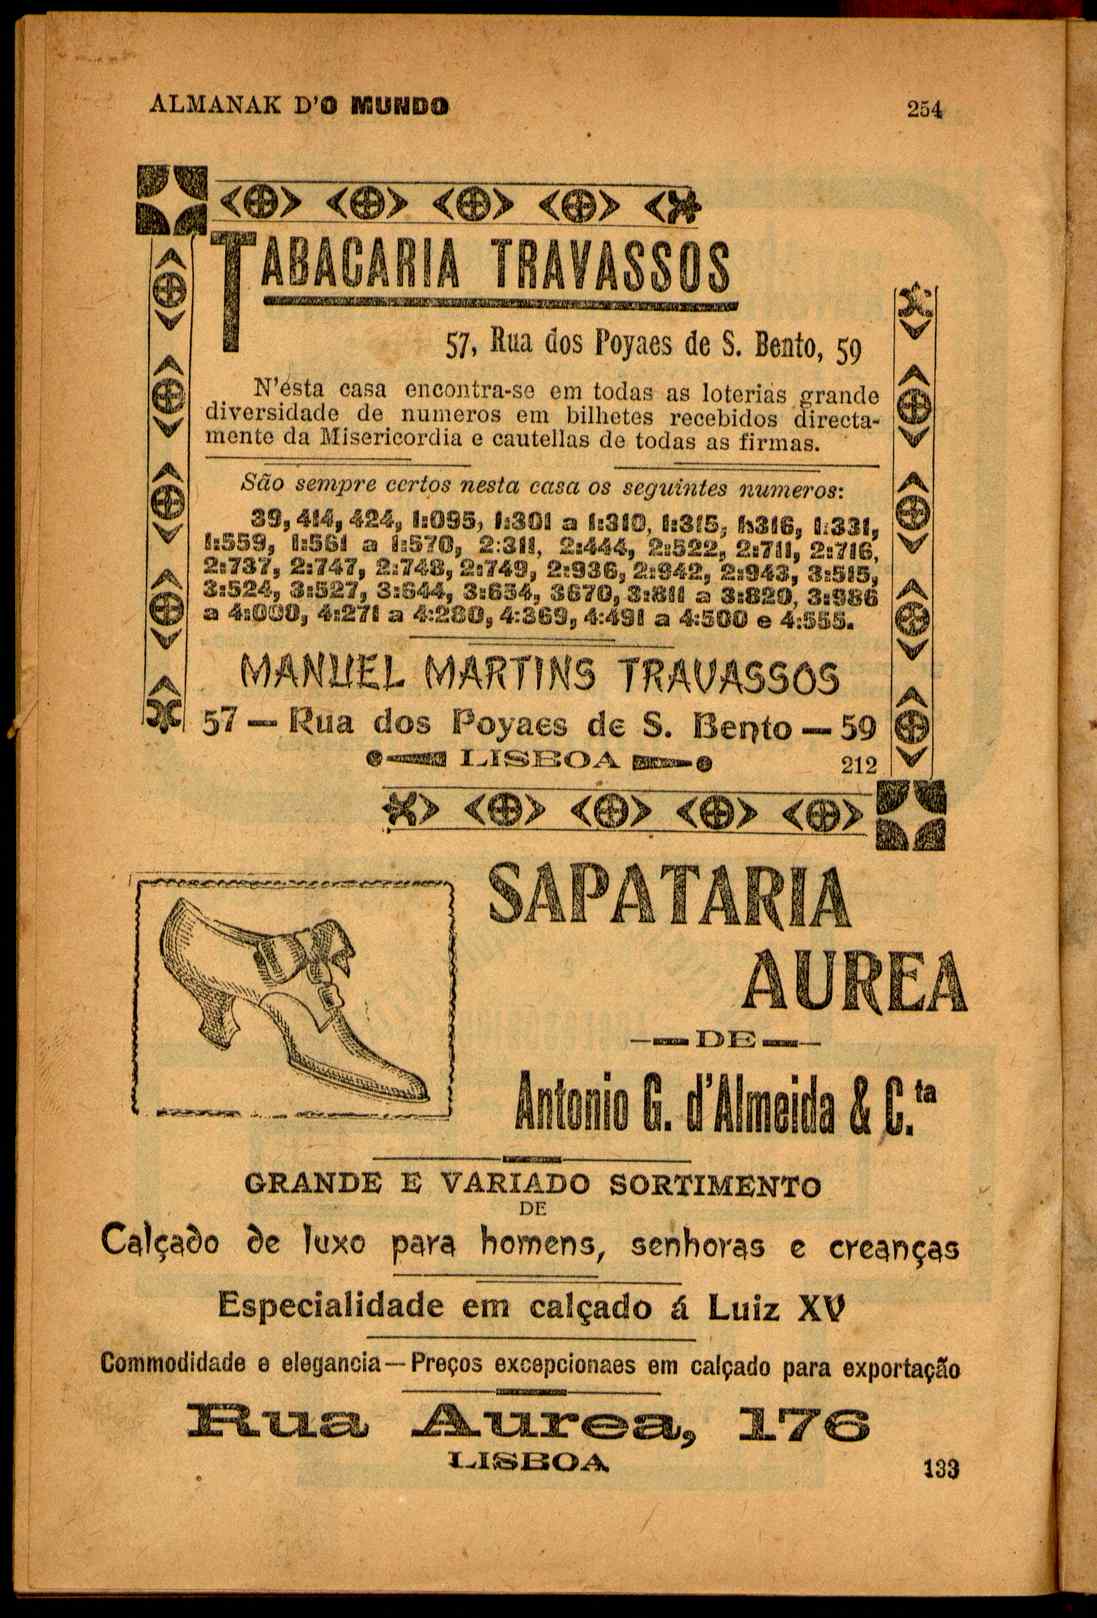 ALMANAK D'O MUNDO 254
TABACARIA TRAVASSOS
57, Rua dos Poyaes de S. Bento, 59
N'ésta casa encontra-se em todas as loterias grande
diversidade de numeros em bilhetes recebidos directa-
mente da Misericordia e cautellas de todas as firmas.
São sempre certos nesta casa os seguintes numeros:
39, 414, 424, 1:095, 1:301 a 1:310, 1:315, 1:316, 1:331,
1:559, 1:561 a 1:570, 2:311, 2:444, 2:522, 2:711, 2:716,
2:737, 2:747, 2:748, 2:749, 2:936, 2:942, 2:943, 3:515,
3:524, 3:527, 3:644, 3:654, 3670, 3:811 a 3:820, 3:986
a 4:000, 4:271 a 4:280, 4:369, 4:491 a 4:500 e 4:555.
MANUEL MARTINS TRAVASSOS
57 — Rua dos Poyaes de S. Bento — 59
LISBOA 212
SAPATARIA
AUREA
— DE —
Antonio G. d'Almeida & C.ta
GRANDE E VARIADO SORTIMENTO
DE
Calçado de luxo para homens, senhoras e creanças
Especialidade em calçado á Luiz XV
Commodidade e elegancia — Preços excepcionaes em calçado para exportação
Rua Aurea, 176
LISBOA 133